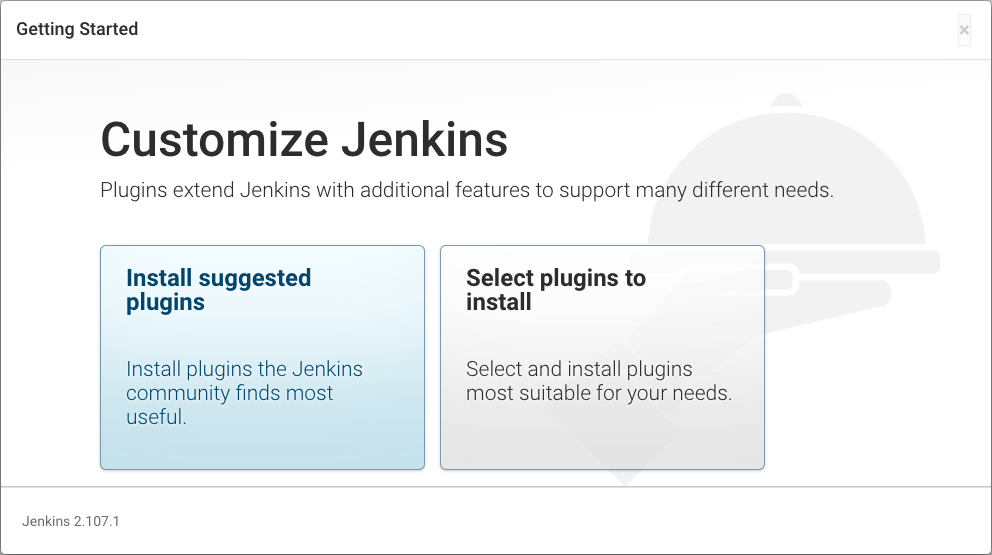 Getting Started
×
Customize Jenkins
Plugins extend Jenkins with additional features to support many different needs.
Install suggested
plugins
Install plugins the Jenkins
community finds most
useful.
Select plugins to
install
Select and install plugins
most suitable for your needs.
Jenkins 2.107.1